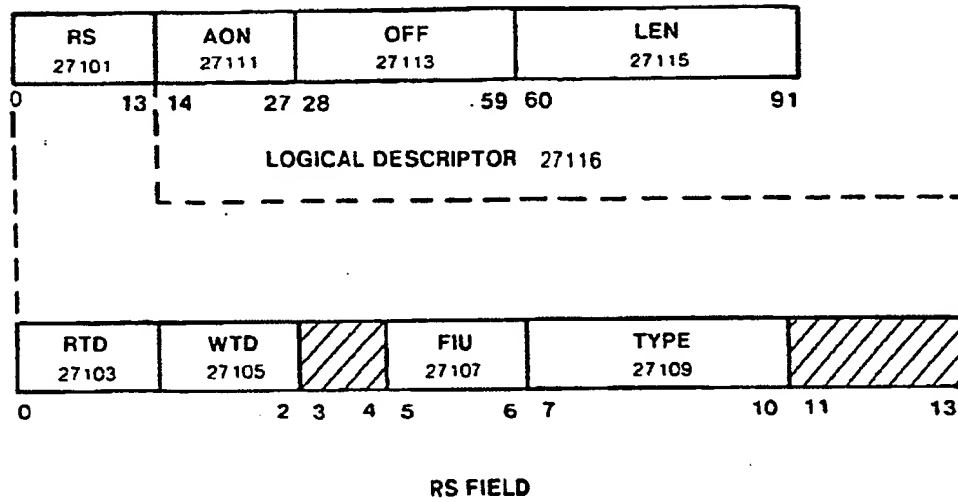 RS AON OFF LEN
27101 27111 27113 27115
0 13 14 27 28 59 60 91
LOGICAL DESCRIPTOR 27116
RTD WTD FIU TYPE
27103 27105 27107 27109
0 2 3 4 5 6 7 10 11 13
RS FIELD